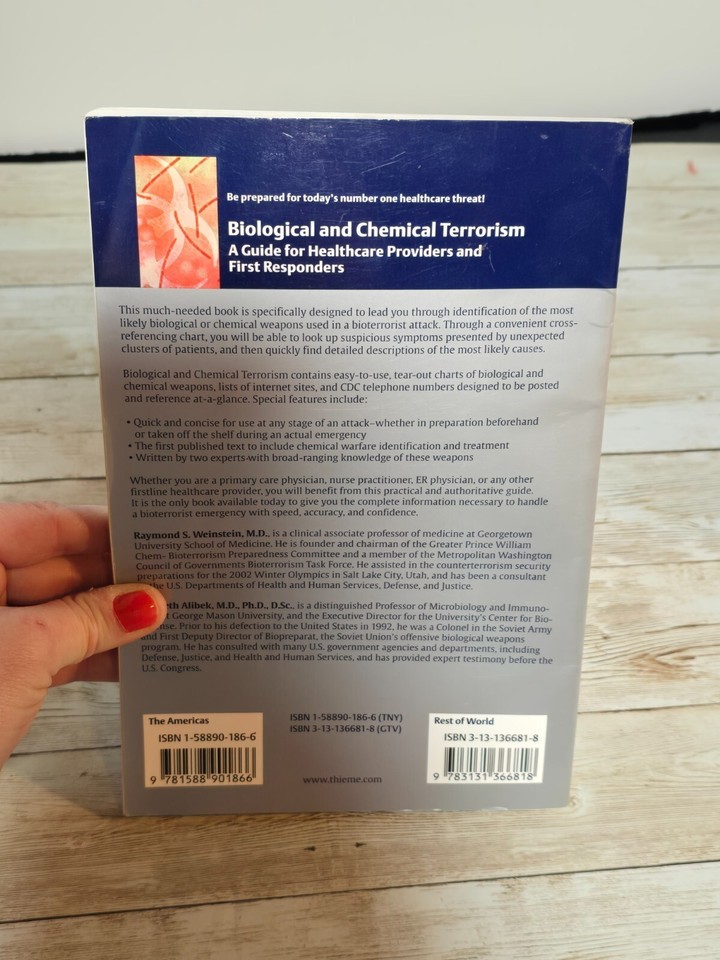 Be prepared for today's number one healthcare threat!
Biological and Chemical Terrorism
A Guide for Healthcare Providers and
First Responders
This much-needed book is specifically designed to lead you through identification of the most
likely biological or chemical weapons used in a bioterrorist attack. Through a convenient cross-
referencing chart, you will be able to look up suspicious symptoms presented by unexpected
clusters of patients, and then quickly find detailed descriptions of the most likely causes.
Biological and Chemical Terrorism contains easy-to-use, tear-out charts of biological and
chemical weapons, lists of internet sites, and CDC telephone numbers designed to be posted
and reference at-a-glance. Special features include:
• Quick and concise for use at any stage of an attack–whether in preparation beforehand
or taken off the shelf during an actual emergency
• The first published text to include chemical warfare identification and treatment
• Written by two experts with broad-ranging knowledge of these weapons
Whether you are a primary care physician, nurse practitioner, ER physician, or any other
firstline healthcare provider, you will benefit from this practical and authoritative guide.
It is the only book available today to give you the complete information necessary to handle
a bioterrorist emergency with speed, accuracy, and confidence.
Raymond S. Weinstein, M.D., is a clinical associate professor of medicine at Georgetown
University School of Medicine. He is founder and chairman of the Greater Prince William
Chem- Bioterrorism Preparedness Committee and a member of the Metropolitan Washington
Council of Governments Bioterrorism Task Force. He assisted in the counterterrorism security
preparations for the 2002 Winter Olympics in Salt Lake City, Utah, and has been a consultant
the U.S. Departments of Health and Human Services, Defense, and Justice.
Alibek, M.D., Ph.D., D.Sc., is a distinguished Professor of Microbiology and Immuno-
George Mason University, and the Executive Director for the University's Center for Bio-
Prior to his defection to the United States in 1992, he was a Colonel in the Soviet Army
and First Deputy Director of Biopreparat, the Soviet Union's offensive biological weapons
program. He has consulted with many U.S. government agencies and departments, including
Defense, Justice, and Health and Human Services, and has provided expert testimony before the
U.S. Congress.
The Americas
ISBN 1-58890-186-6
9 781588 901866
ISBN 1-58890-186-6 (TNY)
ISBN 3-13-136681-8 (GTV)
www.thieme.com
Rest of World
ISBN 3-13-136681-8
9 783131 366818